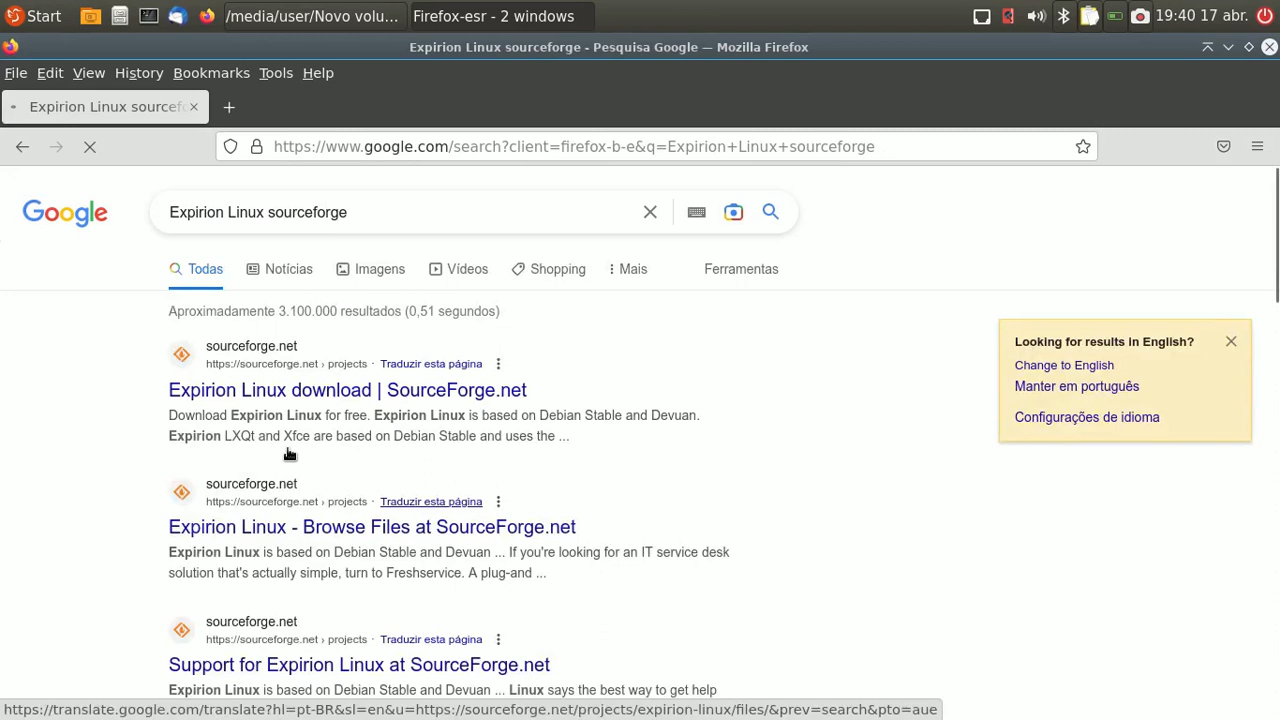 Start /media/user/Novo volu... Firefox-esr - 2 windows 19:40 17 abr.
Expirion Linux sourceforge - Pesquisa Google — Mozilla Firefox
File Edit View History Bookmarks Tools Help
Expirion Linux sourcef
https://www.google.com/search?client=firefox-b-e&q=Expirion+Linux+sourceforge
Google Expirion Linux sourceforge
Todas Notícias Imagens Vídeos Shopping Mais Ferramentas
Aproximadamente 3.100.000 resultados (0,51 segundos)
sourceforge.net
https://sourceforge.net › projects · Traduzir esta página
Expirion Linux download | SourceForge.net
Download Expirion Linux for free. Expirion Linux is based on Debian Stable and Devuan.
Expirion LXQt and Xfce are based on Debian Stable and uses the ...
sourceforge.net
https://sourceforge.net › projects · Traduzir esta página
Expirion Linux - Browse Files at SourceForge.net
Expirion Linux is based on Debian Stable and Devuan ... If you're looking for an IT service desk
solution that's actually simple, turn to Freshservice. A plug-and ...
sourceforge.net
https://sourceforge.net › projects · Traduzir esta página
Support for Expirion Linux at SourceForge.net
Expirion Linux is based on Debian Stable and Devuan ... Linux says the best way to get help
Looking for results in English?
Change to English
Manter em português
Configurações de idioma
https://translate.google.com/translate?hl=pt-BR&sl=en&u=https://sourceforge.net/projects/expirion-linux/files/&prev=search&pto=aue